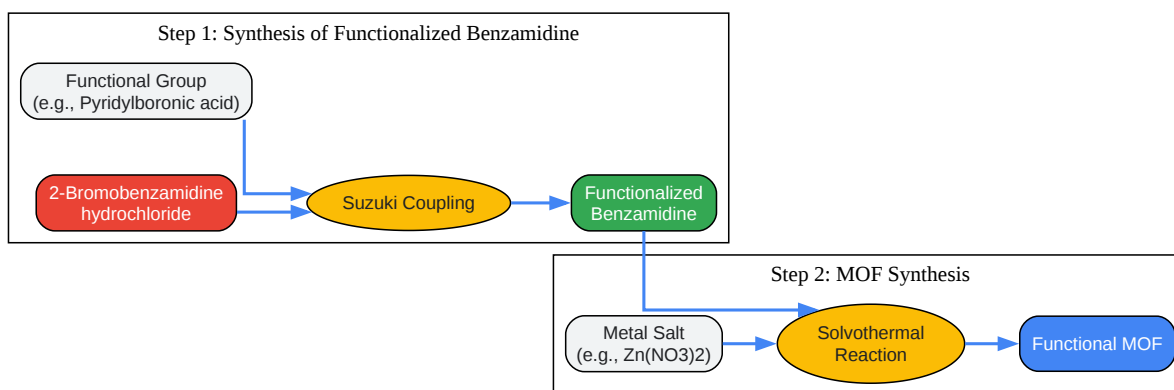 Step 1: Synthesis of Functionalized Benzamidine
Functional Group
(e.g., Pyridylboronic acid)
2-Bromobenzamidine
hydrochloride
Suzuki Coupling
Functionalized
Benzamidine
Step 2: MOF Synthesis
Metal Salt
(e.g., Zn(NO3)2)
Solvothermal
Reaction
Functional MOF